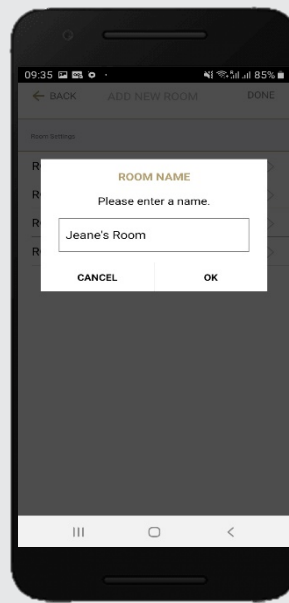 09:35 85%
← BACK ADD NEW ROOM DONE
Room Settings
R
ROOM NAME
R
Please enter a name.
R
Jeane's Room
R
CANCEL OK